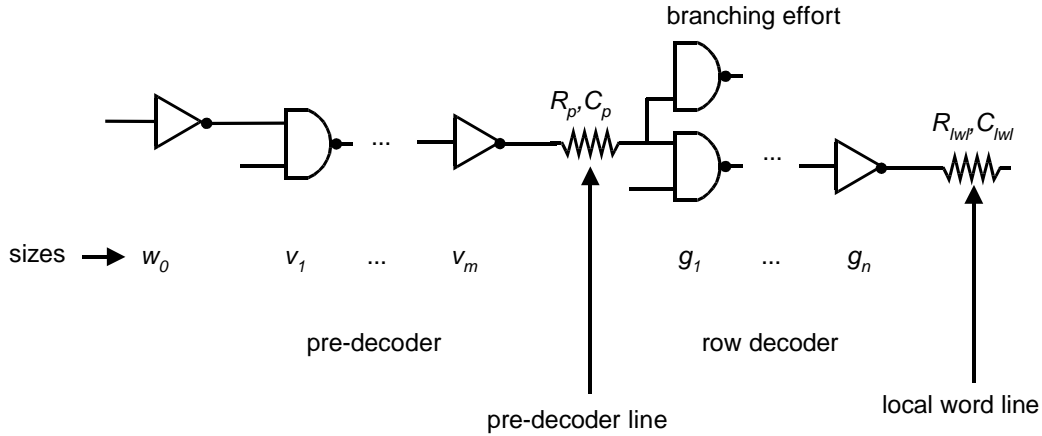 branching effort
R_p,C_p
R_lwl,C_lwl
...
...
sizes
w_0
v_1
...
v_m
g_1
...
g_n
pre-decoder
row decoder
pre-decoder line
local word line